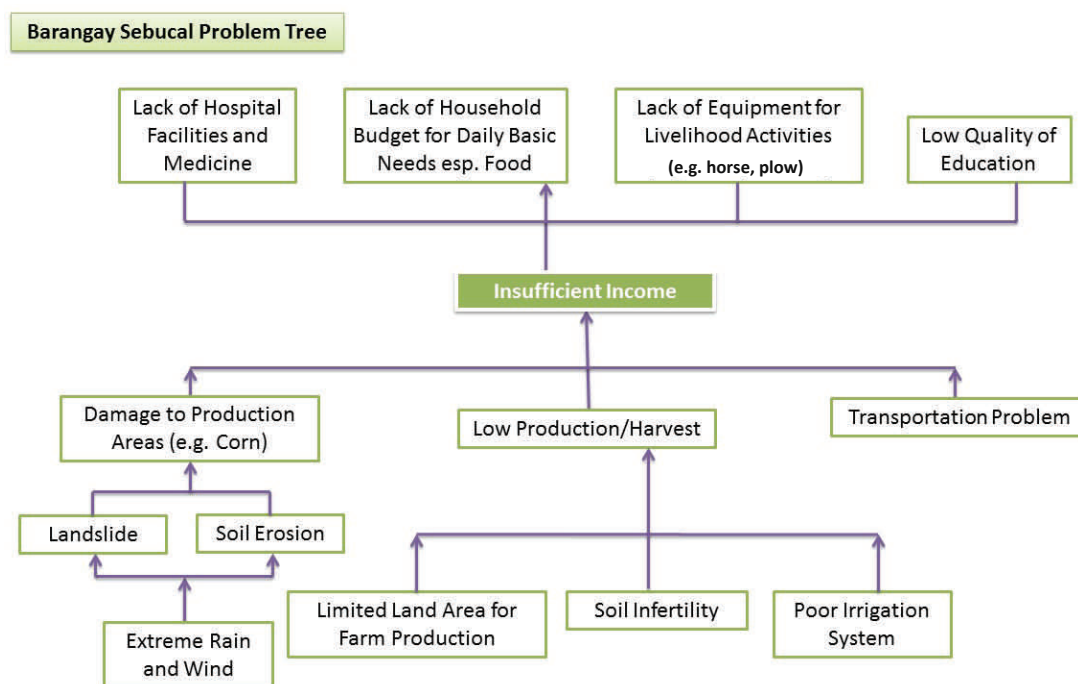 Barangay Sebucal Problem Tree
Lack of Hospital
Facilities and
Medicine
Lack of Household
Budget for Daily Basic
Needs esp. Food
Lack of Equipment for
Livelihood Activities
(e.g. horse, plow)
Low Quality of
Education
Insufficient Income
Damage to Production
Areas (e.g. Corn)
Low Production/Harvest
Transportation Problem
Landslide
Soil Erosion
Extreme Rain
and Wind
Limited Land Area for
Farm Production
Soil Infertility
Poor Irrigation
System